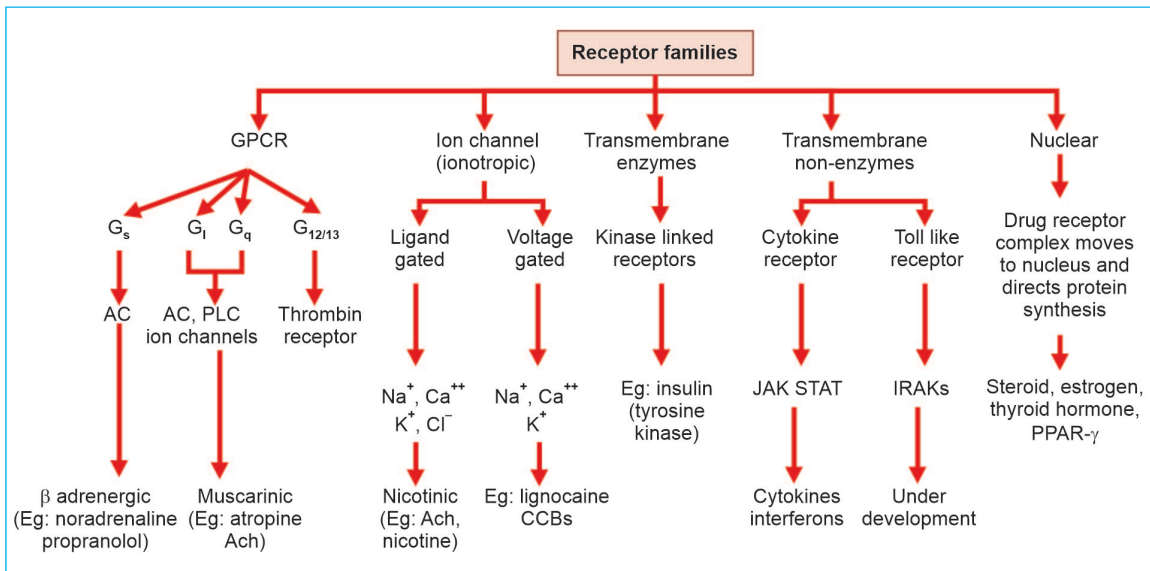 Receptor families
GPCR
Ion channel
(ionotropic)
Transmembrane
enzymes
Transmembrane
non-enzymes
Nuclear
Gₛ
G_I
G_q
G₁₂/₁₃
Ligand
gated
Voltage
gated
Kinase linked
receptors
Cytokine
receptor
Toll like
receptor
Drug receptor
complex moves
to nucleus and
directs protein
synthesis
AC
AC, PLC
ion channels
Thrombin
receptor
Na⁺, Ca⁺⁺
K⁺, Cl⁻
Na⁺, Ca⁺⁺
K⁺
Eg: insulin
(tyrosine
kinase)
JAK STAT
IRAKs
Steroid, estrogen,
thyroid hormone,
PPAR-γ
β adrenergic
(Eg: noradrenaline
propranolol)
Muscarinic
(Eg: atropine
Ach)
Nicotinic
(Eg: Ach,
nicotine)
Eg: lignocaine
CCBs
Cytokines
interferons
Under
development